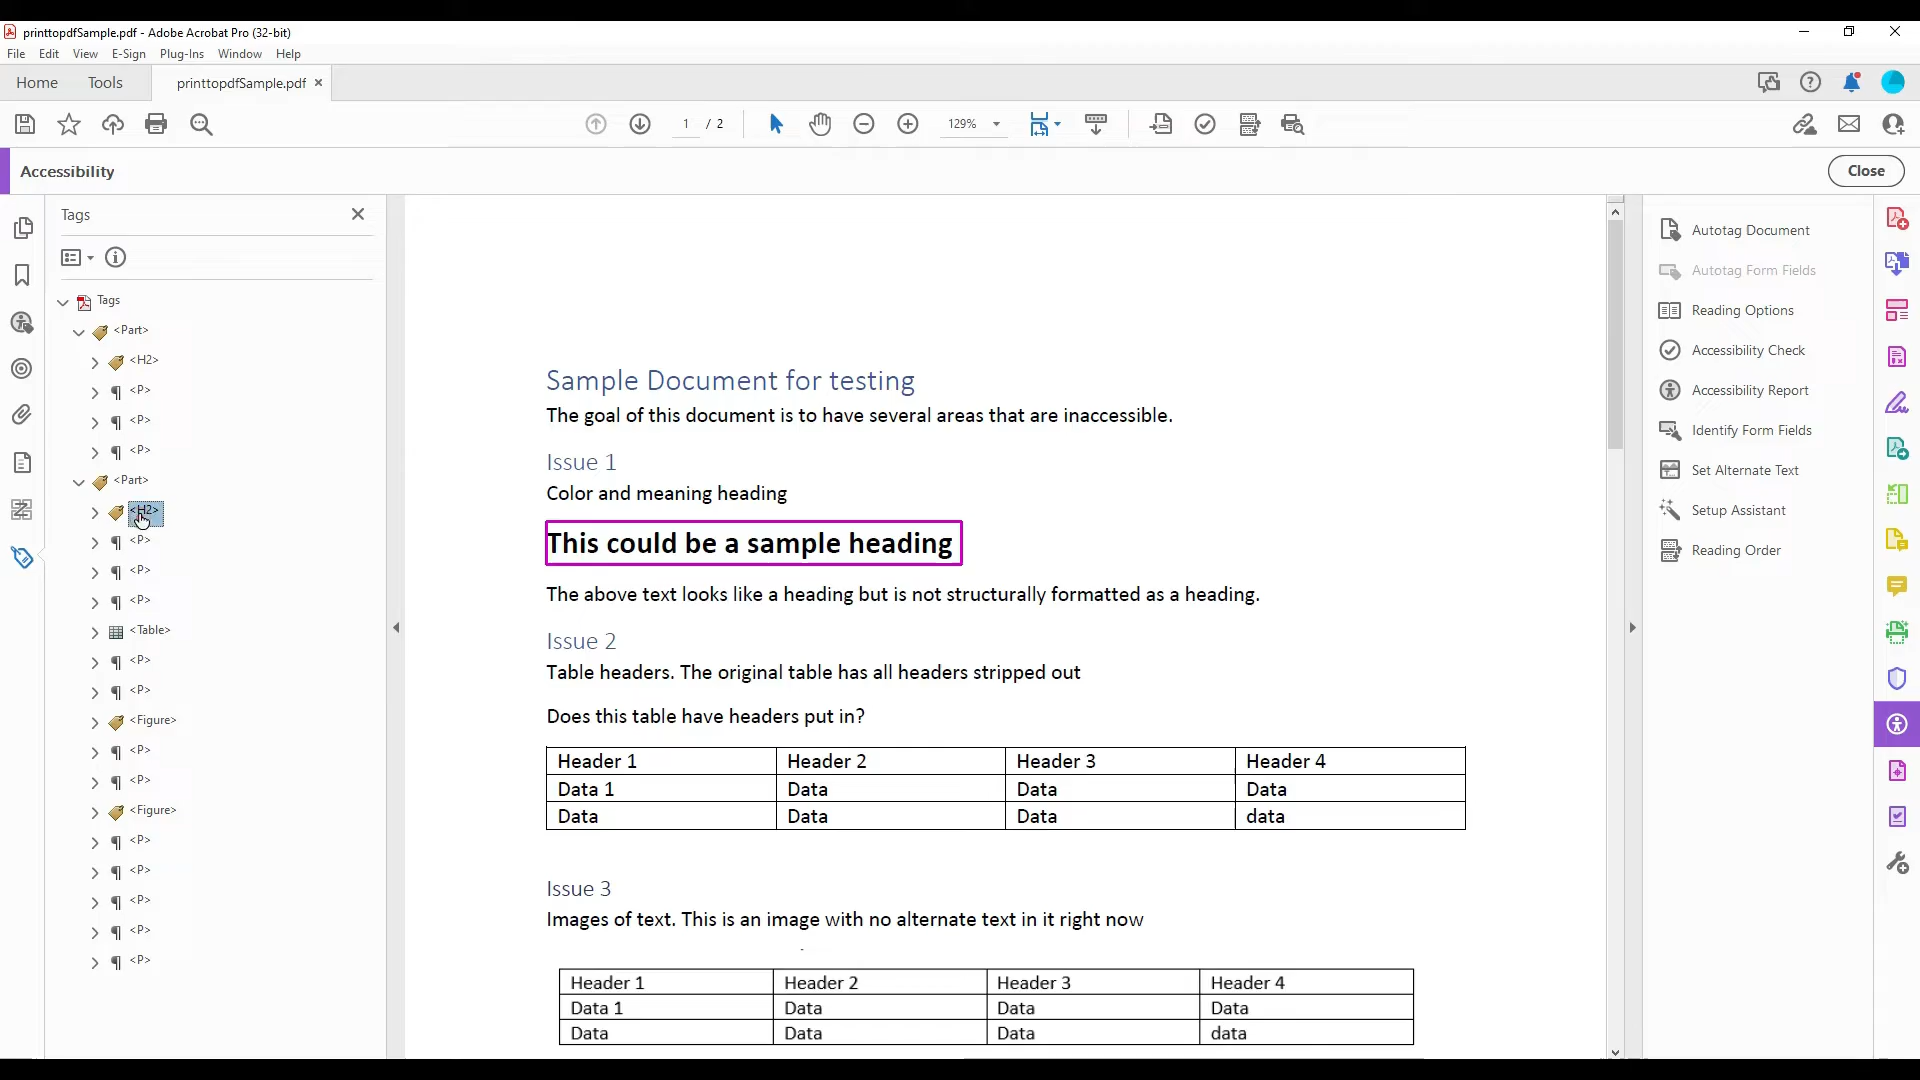 printtopdfSample.pdf - Adobe Acrobat Pro (32-bit)
File Edit View E-Sign Plug-Ins Window Help
Home Tools printtopdfSample.pdf
1 / 2 129%
Accessibility
Close
Tags
Tags
<Part>
<H2>
<P>
<P>
<P>
<Part>
<H2>
<P>
<P>
<P>
<Table>
<P>
<P>
<Figure>
<P>
<P>
<Figure>
<P>
<P>
<P>
<P>
<P>
Sample Document for testing
The goal of this document is to have several areas that are inaccessible.
Issue 1
Color and meaning heading
This could be a sample heading
The above text looks like a heading but is not structurally formatted as a heading.
Issue 2
Table headers. The original table has all headers stripped out
Does this table have headers put in?
Header 1 Header 2 Header 3 Header 4
Data 1 Data Data Data
Data Data Data data
Issue 3
Images of text. This is an image with no alternate text in it right now
Header 1 Header 2 Header 3 Header 4
Data 1 Data Data Data
Data Data Data data
Autotag Document
Autotag Form Fields
Reading Options
Accessibility Check
Accessibility Report
Identify Form Fields
Set Alternate Text
Setup Assistant
Reading Order